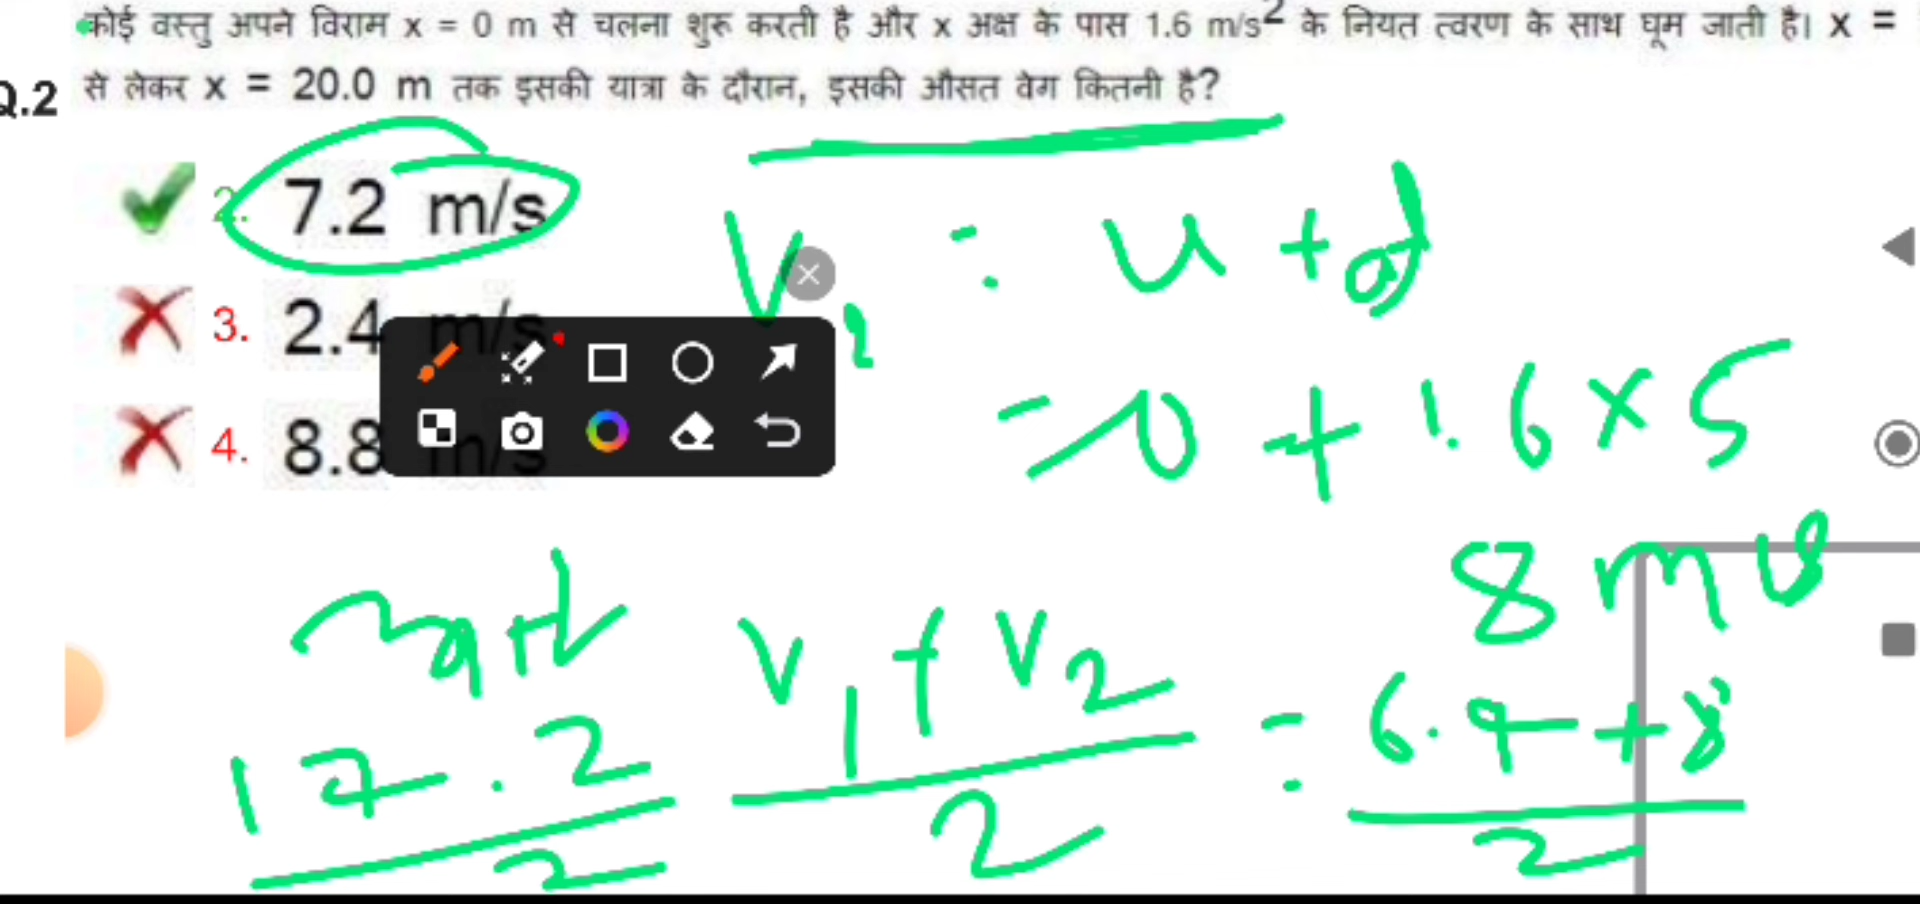 कोई वस्तु अपने विराम x = 0 m से चलना शुरू करती है और x अक्ष के पास 1.6 m/s² के नियत त्वरण के साथ घूम जाती है। x =
Q.2 से लेकर x = 20.0 m तक इसकी यात्रा के दौरान, इसकी औसत वेग कितनी है?
2. 7.2 m/s
3. 2.4 m/s
4. 8.8 m/s
V₂ = u + at
= 0 + 1.6 × 5
8 m/s
V₁ + V₂
2
= 6.4 + 8
2
2